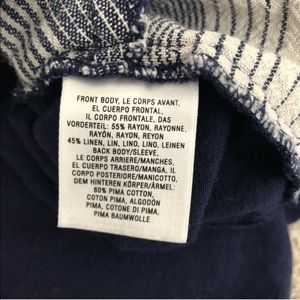 FRONT BODY, LE CORPS AVANT,
EL CUERPO FRONTAL,
IL CORPO FRONTALE, DAS
VORDERTEIL: 55% RAYON, RAYONNE,
RAYÓN, RAYON, REYON
45% LINEN, LIN, LINO, LINO, LEINEN
BACK BODY/SLEEVE,
LE CORPS ARRIERE/MANCHES,
EL CUERPO TRASERO/MANGA, IL
CORPO POSTERIORE/MANICOTTO,
DEM HINTEREN KÖRPER/ÄRMEL:
60% PIMA COTTON,
COTON PIMA, ALGODÓN
PIMA, COTONE DI PIMA,
PIMA BAUMWOLLE